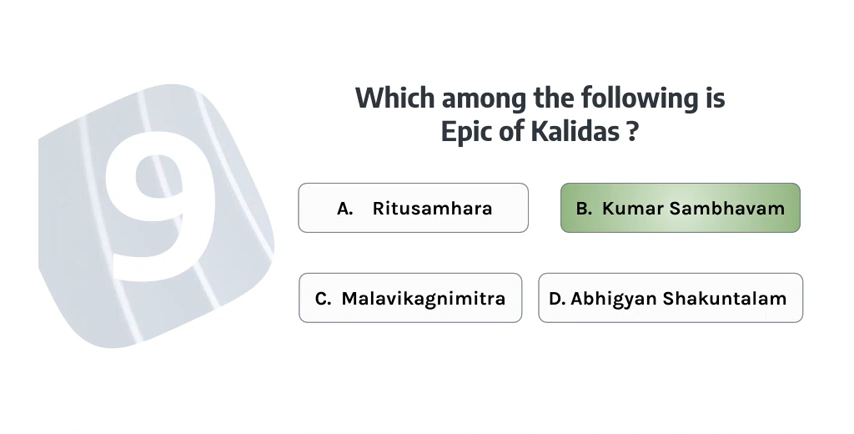 9
Which among the following is
Epic of Kalidas ?
A. Ritusamhara
B. Kumar Sambhavam
C. Malavikagnimitra
D. Abhigyan Shakuntalam